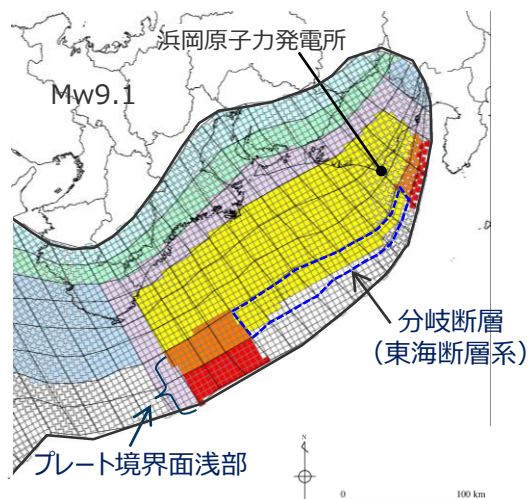 浜岡原子力発電所
Mw9.1
分岐断層
（東海断層系）
プレート境界面浅部
N
0 100 km